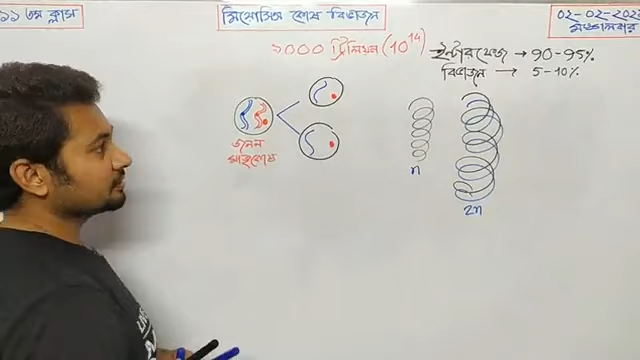 ১১ তম ক্লাস
মিয়োসিস কোষ বিভাজন
০২-০২-২০২
মঙ্গলবার
১০০০ ট্রিলিয়ন (10¹⁴)
ইন্টারফেজ → 90-95%
বিভাজন → 5-10%
জনন
মাতৃকোষ
n
2n